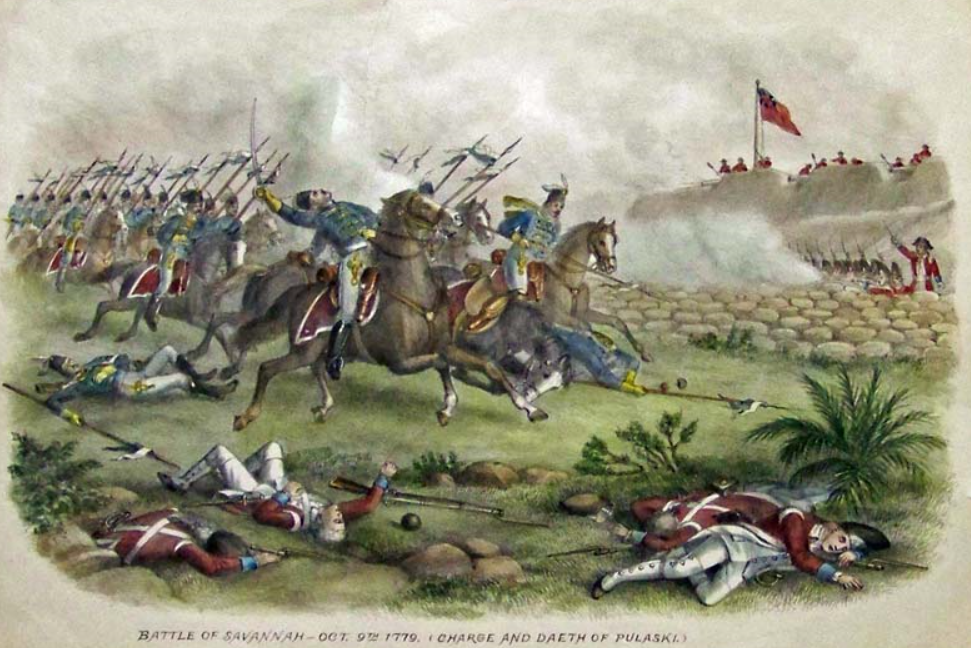 BATTLE OF SAVANNAH — OCT. 9TH 1779. (CHARGE AND DAETH OF PULASKI.)